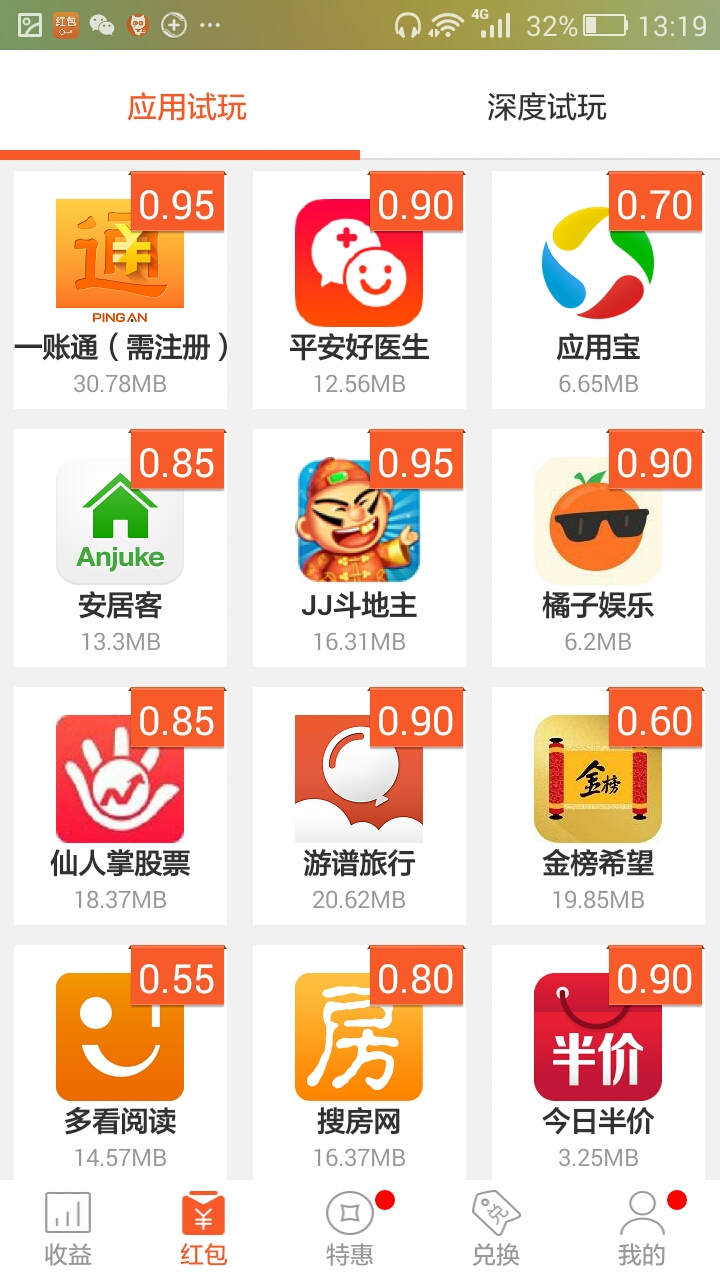 红包
4G
32%
13:19
应用试玩
深度试玩
0.95
0.90
0.70
通
¥
PINGAN
一账通（需注册）
平安好医生
应用宝
30.78MB
12.56MB
6.65MB
0.85
0.95
0.90
Anjuke
安居客
JJ斗地主
橘子娱乐
13.3MB
16.31MB
6.2MB
0.85
0.90
0.60
金榜
仙人掌股票
游谱旅行
金榜希望
18.37MB
20.62MB
19.85MB
0.55
0.80
0.90
房
半价
多看阅读
搜房网
今日半价
14.57MB
16.37MB
3.25MB
¥
收益
红包
特惠
兑换
我的